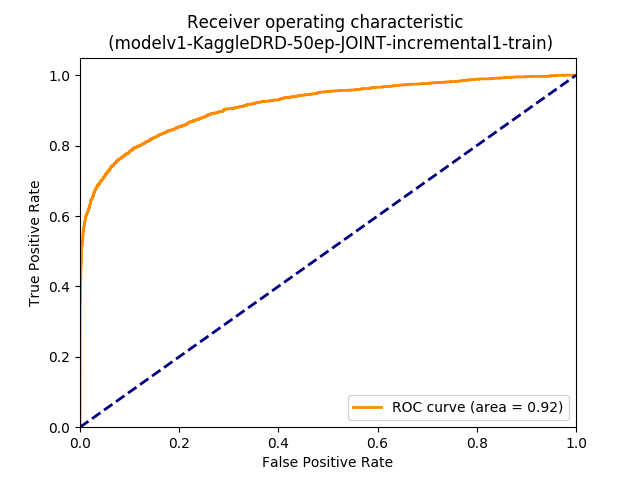 Receiver operating characteristic
(modelv1-KaggleDRD-50ep-JOINT-incremental1-train)
1.0
0.8
0.6
0.4
0.2
0.0
True Positive Rate
ROC curve (area = 0.92)
0.0 0.2 0.4 0.6 0.8 1.0
False Positive Rate